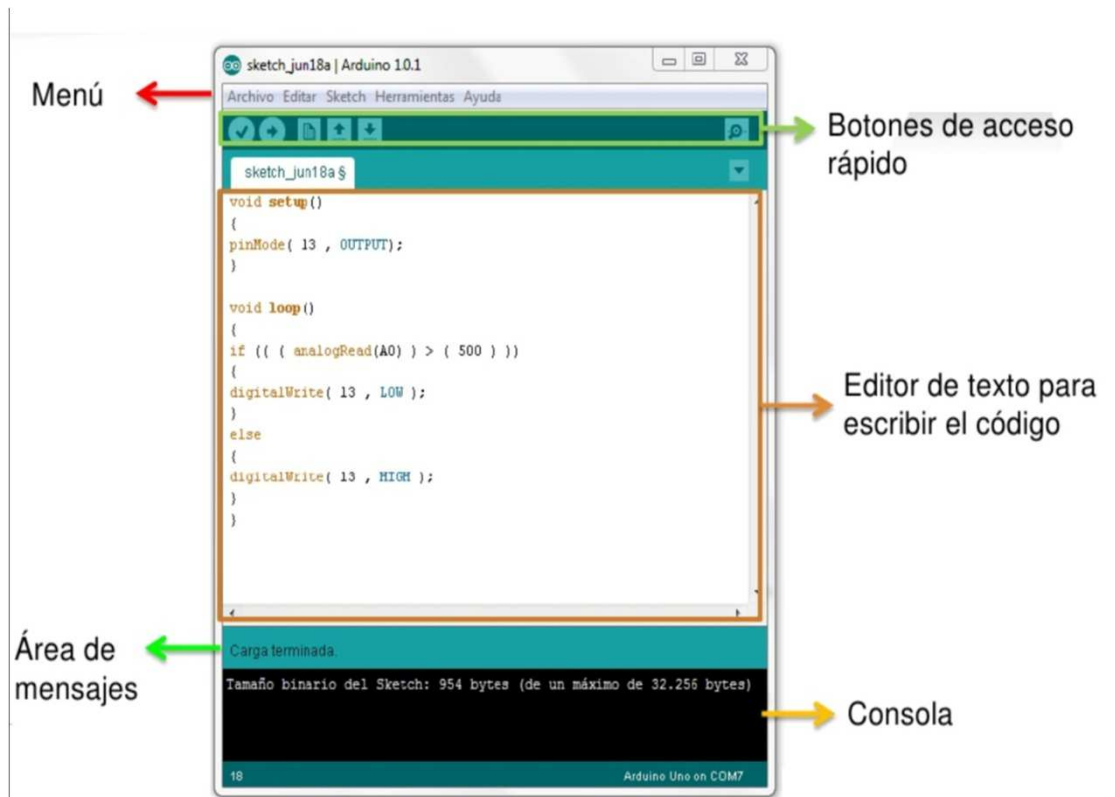 sketch_jun18a | Arduino 1.0.1
Menú
Archivo Editar Sketch Herramientas Ayuda
Botones de acceso
rápido
sketch_jun18a §
void setup()
{
pinMode( 13 , OUTPUT);
}
void loop()
{
if (( ( analogRead(A0) ) > ( 500 ) ))
{
digitalWrite( 13 , LOW );
}
else
{
digitalWrite( 13 , HIGH );
}
}
Editor de texto para
escribir el código
Área de
mensajes
Carga terminada.
Tamaño binario del Sketch: 954 bytes (de un máximo de 32.256 bytes)
Consola
18
Arduino Uno on COM7